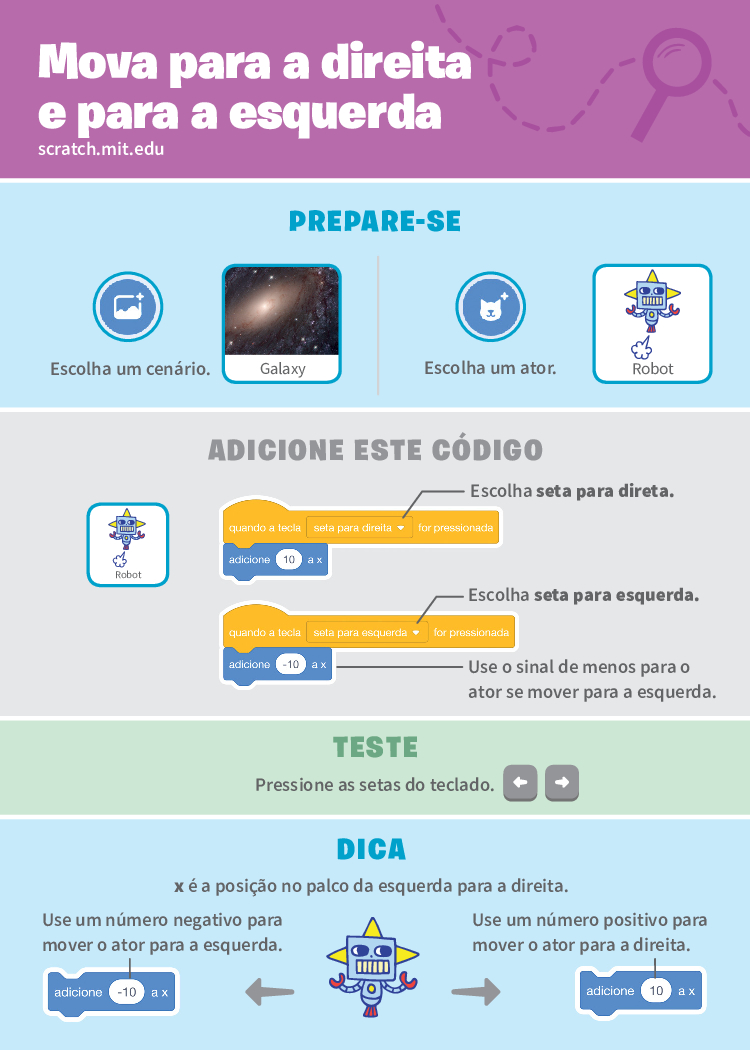 Mova para a direita
e para a esquerda
scratch.mit.edu
PREPARE-SE
Escolha um cenário.
Galaxy
Escolha um ator.
Robot
ADICIONE ESTE CÓDIGO
Escolha seta para direta.
Robot
quando a tecla seta para direita for pressionada
adicione 10 a x
Escolha seta para esquerda.
quando a tecla seta para esquerda for pressionada
adicione -10 a x
Use o sinal de menos para o
ator se mover para a esquerda.
TESTE
Pressione as setas do teclado.
DICA
x é a posição no palco da esquerda para a direita.
Use um número negativo para
mover o ator para a esquerda.
adicione -10 a x
Use um número positivo para
mover o ator para a direita.
adicione 10 a x